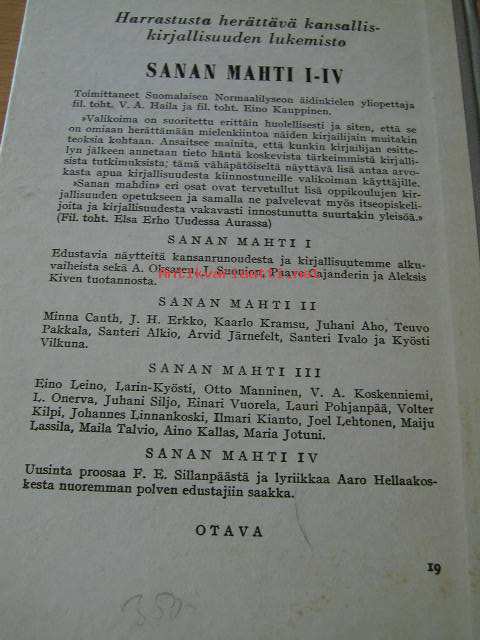 Harrastusta herättävä kansallis-
kirjallisuuden lukemisto
SANAN MAHTI I-IV
Toimittaneet Suomalaisen Normaalilyseon äidinkielen yliopettaja
fil. toht. V. A. Haila ja fil. toht. Eino Kauppinen.
»Valikoima on suoritettu erittäin huolellisesti ja siten, että se
on omiaan herättämään mielenkiintoa näiden kirjailijain muitakin
teoksia kohtaan. Ansaitsee mainita, että kunkin kirjailijan esitte-
lyn jälkeen annetaan tieto häntä koskevista tärkeimmistä kirjalli-
sista tutkimuksista; tämä vähäpätöiseltä näyttävä lisä antaa arvo-
kasta apua kirjallisuudesta kiinnostuneille valikoiman käyttäjille.
»Sanan mahdin» eri osat ovat tervetullut lisä oppikoulujen kir-
jallisuuden opetukseen ja samalla ne palvelevat myös itseopiskeli-
joita ja kirjallisuudesta vakavasti innostunutta suurtakin yleisöä.»
(Fil. toht. Elsa Erho Uudessa Aurassa)
SANAN MAHTI I
Edustavia näytteitä kansanrunoudesta ja kirjallisuutemme alku-
vaiheista sekä A. Oksasen, J. Suonion, Paavo Cajanderin ja Aleksis
Kiven tuotannosta.
SANAN MAHTI II
Minna Canth, J. H. Erkko, Kaarlo Kramsu, Juhani Aho, Teuvo
Pakkala, Santeri Alkio, Arvid Järnefelt, Santeri Ivalo ja Kyösti
Vilkuna.
SANAN MAHTI III
Eino Leino, Larin-Kyösti, Otto Manninen, V. A. Koskenniemi,
L. Onerva, Juhani Siljo, Einari Vuorela, Lauri Pohjanpää, Volter
Kilpi, Johannes Linnankoski, Ilmari Kianto, Joel Lehtonen, Maiju
Lassila, Maila Talvio, Aino Kallas, Maria Jotuni.
SANAN MAHTI IV
Uusinta proosaa F. E. Sillanpäästä ja lyriikkaa Aaro Hellaakos-
kesta nuoremman polven edustajiin saakka.
OTAVA
19
350-